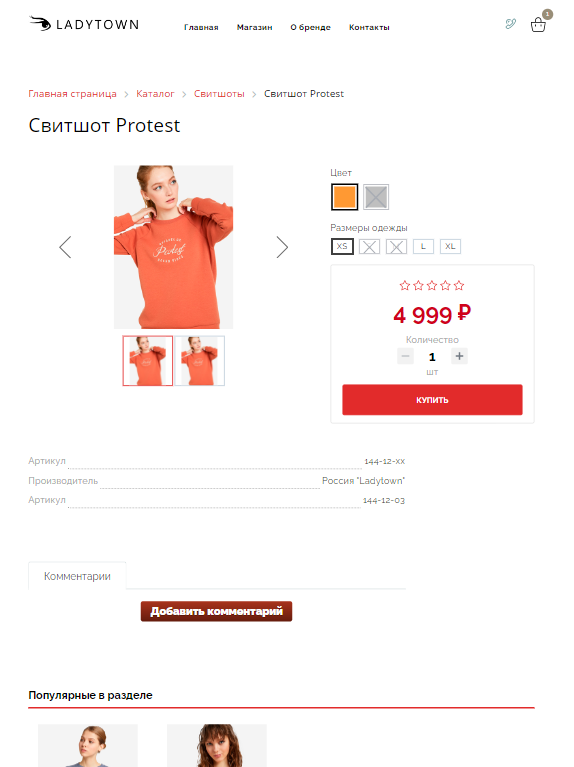 LADYTOWN
Главная Магазин О бренде Контакты
1
Главная страница > Каталог > Свитшоты > Свитшот Protest
Свитшот Protest
Цвет
Размеры одежды
XS L XL
Protest
4 999 ₽
Количество
− 1 +
шт
КУПИТЬ
Артикул 144-12-xx
Производитель Россия "Ladytown"
Артикул 144-12-03
Комментарии
Добавить комментарий
Популярные в разделе